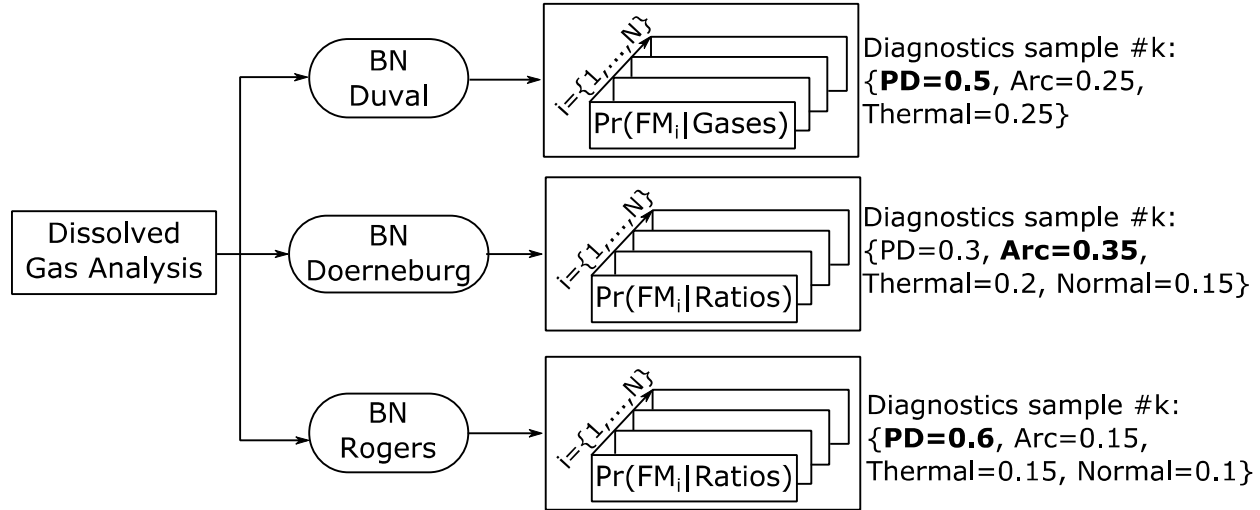 Dissolved
Gas Analysis
BN
Duval
i={1,...,N}
Pr(FMᵢ|Gases)
Diagnostics sample #k:
{PD=0.5, Arc=0.25,
Thermal=0.25}
BN
Doerneburg
i={1,...,N}
Pr(FMᵢ|Ratios)
Diagnostics sample #k:
{PD=0.3, Arc=0.35,
Thermal=0.2, Normal=0.15}
BN
Rogers
i={1,...,N}
Pr(FMᵢ|Ratios)
Diagnostics sample #k:
{PD=0.6, Arc=0.15,
Thermal=0.15, Normal=0.1}